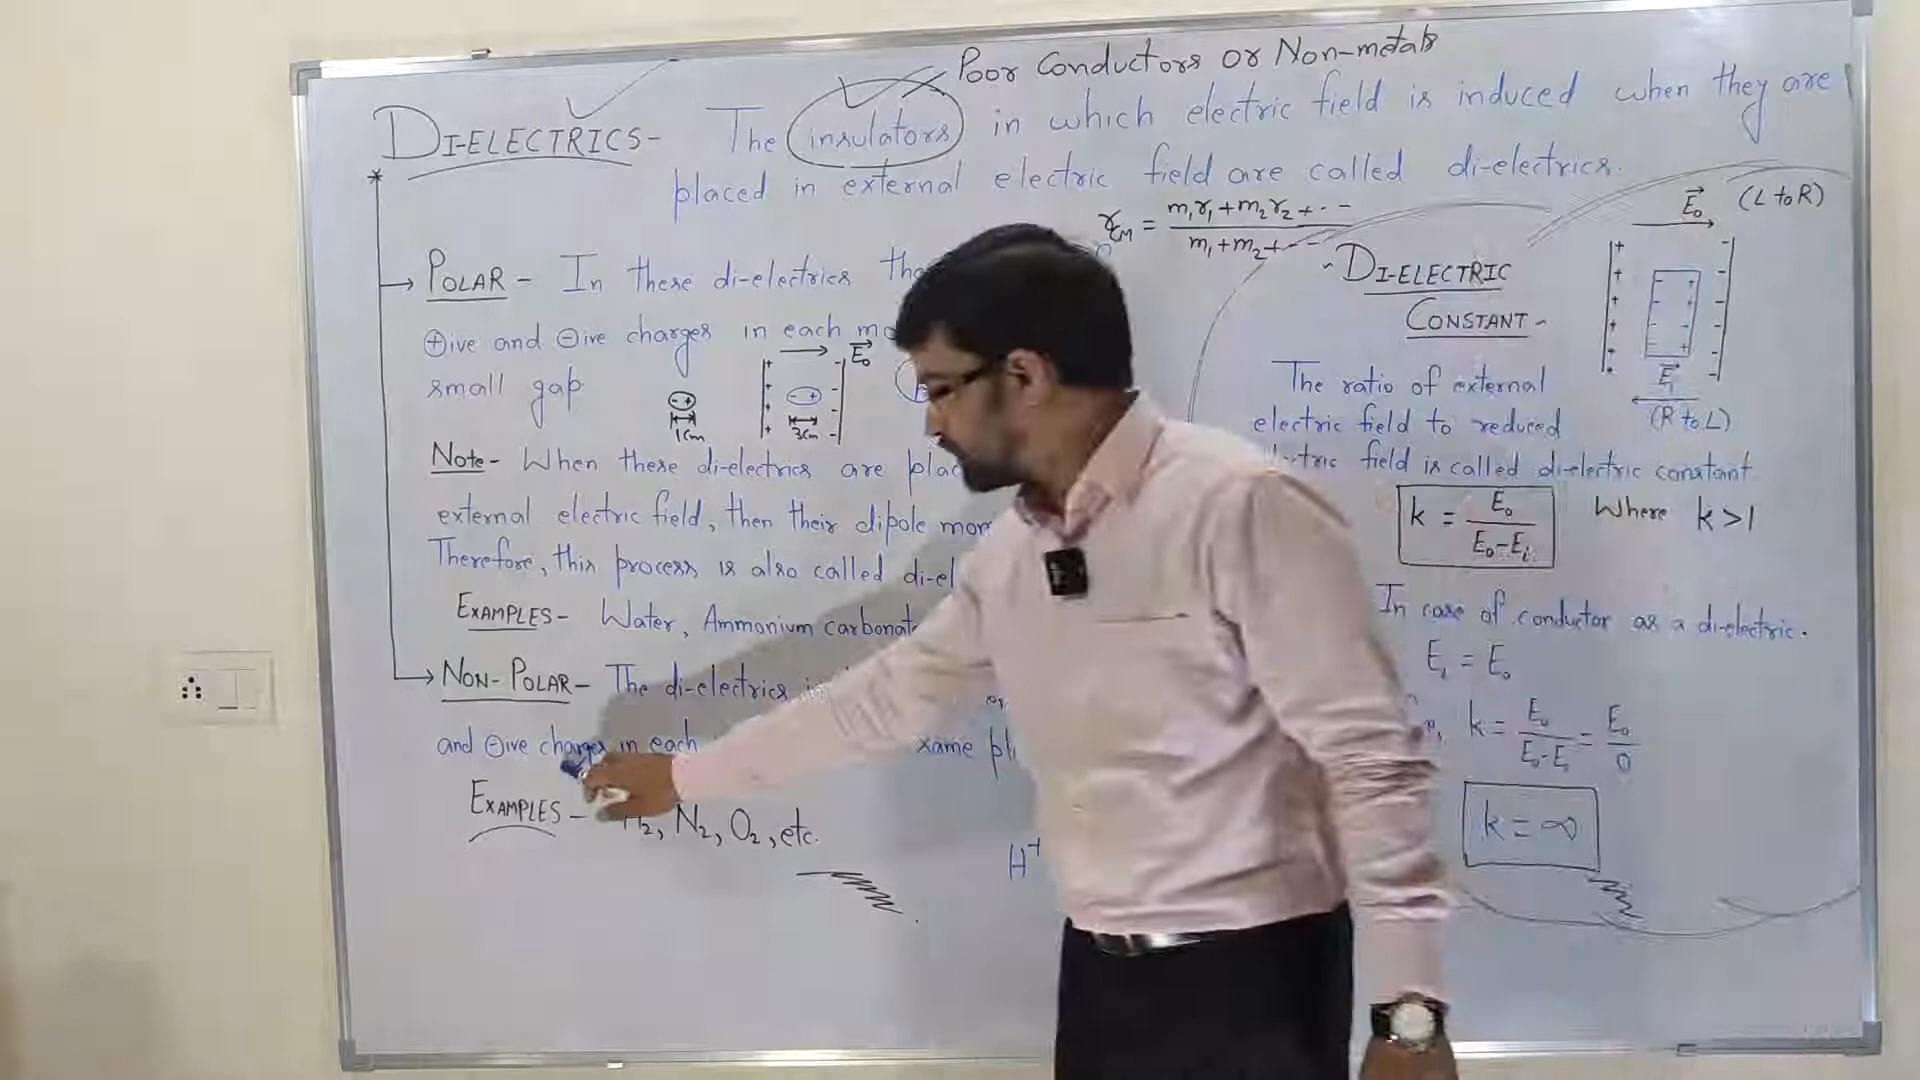 Poor Conductors or Non-metals
DI-ELECTRICS- The insulators in which electric field is induced when they are
placed in external electric field are called di-electrics.
r_cm = m₁r₁+m₂r₂+-- / m₁+m₂+--
POLAR - In these di-electrics the
⊕ive and ⊖ive charges in each
small gap
1cm
+ + + + - + - - - E₀
3cm
Note- When these di-electrics are
external electric field, then their dipole
Therefore, this process is also called
EXAMPLES- Water, Ammonium carbonate
NON-POLAR- The di-electrics
and ⊖ive charges in each same
EXAMPLES- H₂, N₂, O₂, etc.
H⁺
DI-ELECTRIC
CONSTANT-
E₀ (L to R)
+ + + + + - - - - -
Eᵢ
(R to L)
The ratio of external
electric field to reduced
field is called di-electric constant.
k = E₀ / E₀-Eᵢ Where k>1
In case of conductor as a di-electric.
Eᵢ = E₀
k = E₀ / E₀-Eᵢ = E₀ / 0
k = ∞